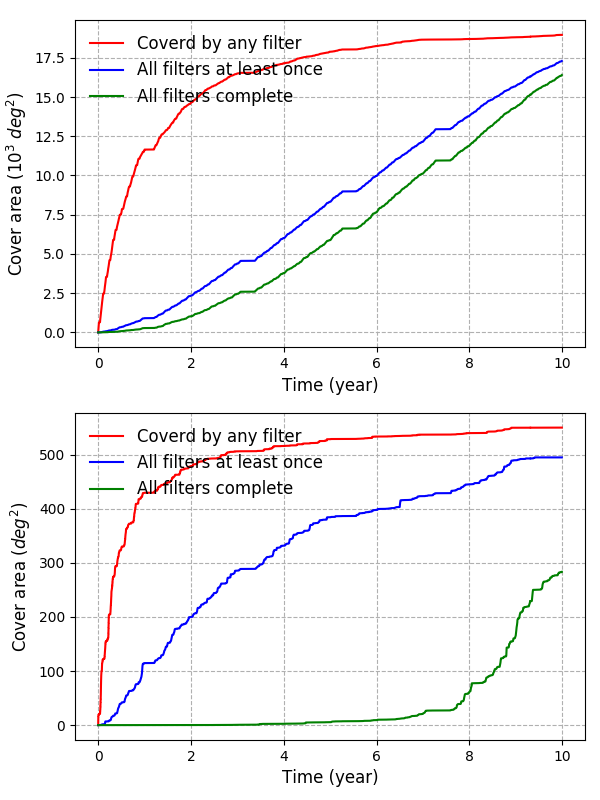 Coverd by any filter
All filters at least once
All filters complete
17.5
15.0
12.5
10.0
7.5
5.0
2.5
0.0
Cover area (10³ deg²)
0 2 4 6 8 10
Time (year)
Coverd by any filter
All filters at least once
All filters complete
500
400
300
200
100
0
Cover area (deg²)
0 2 4 6 8 10
Time (year)